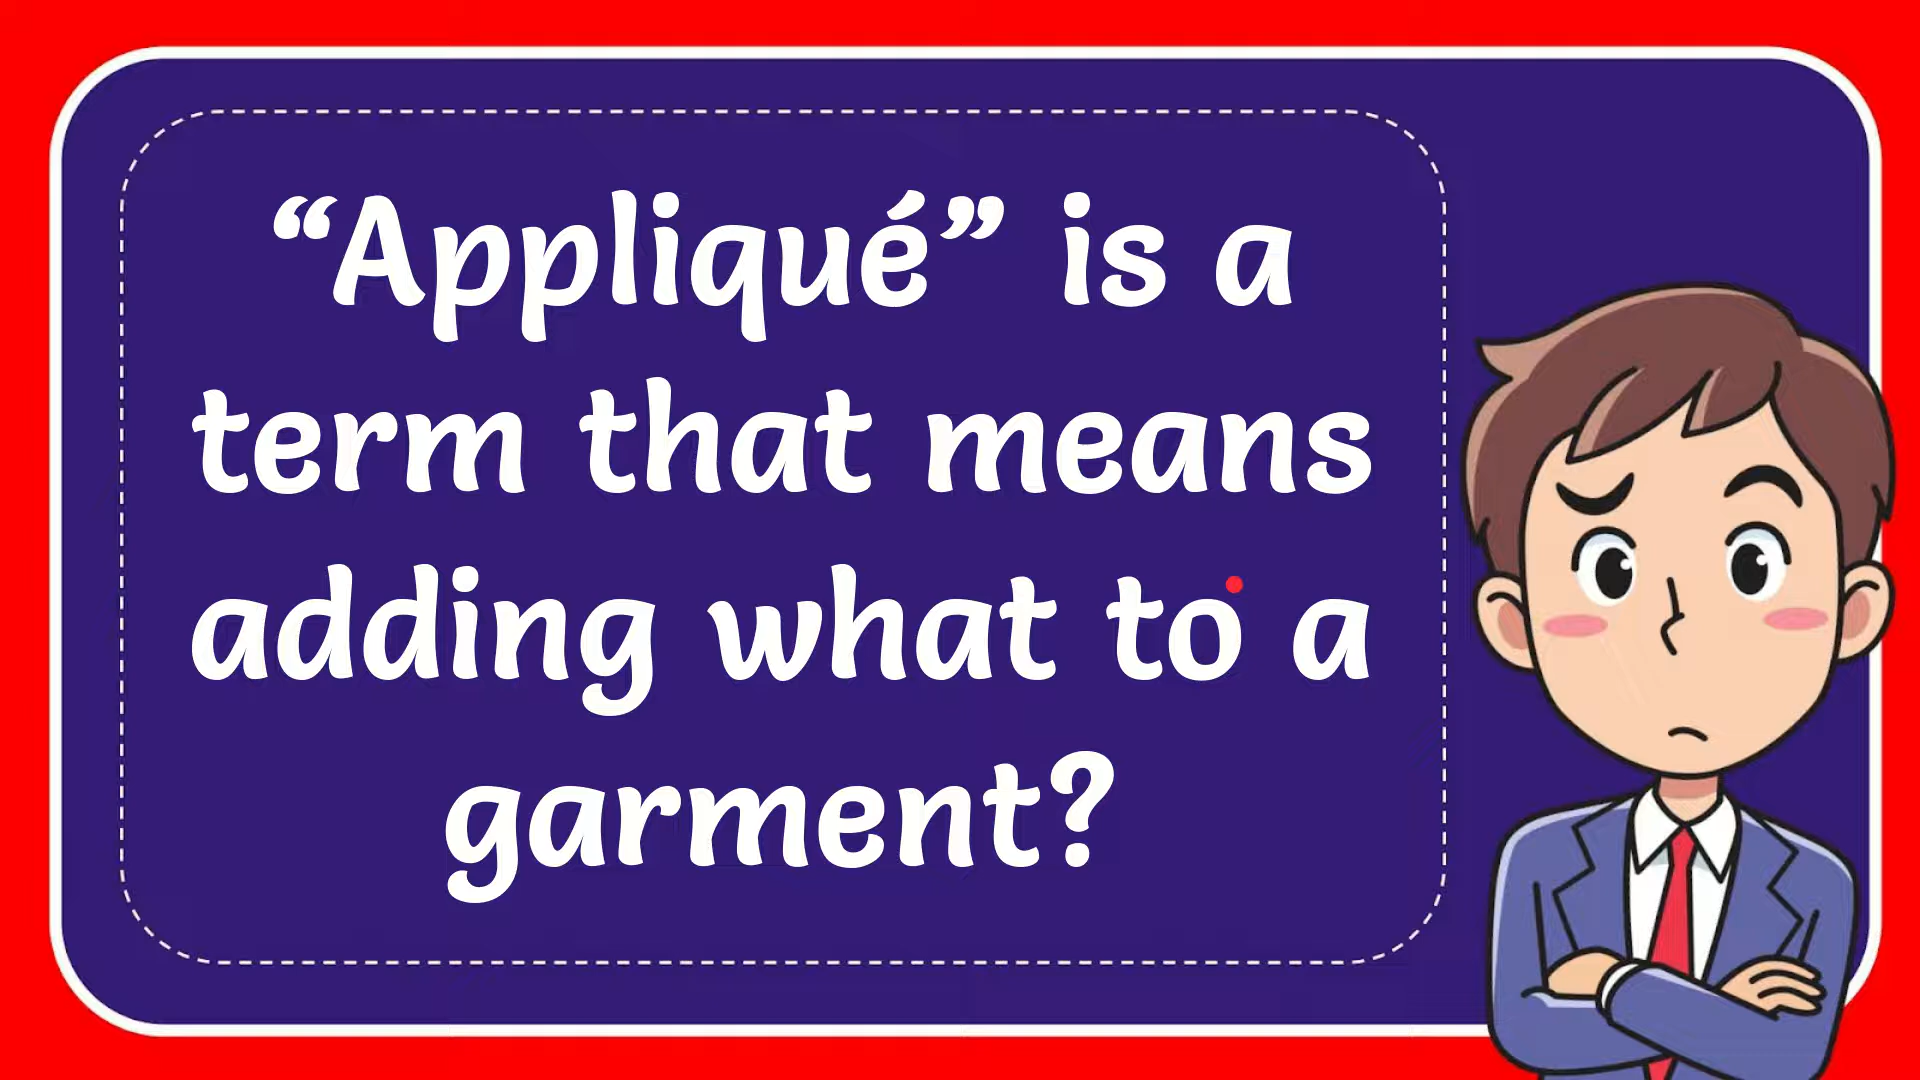 “Appliqué” is a
term that means
adding what to a
garment?